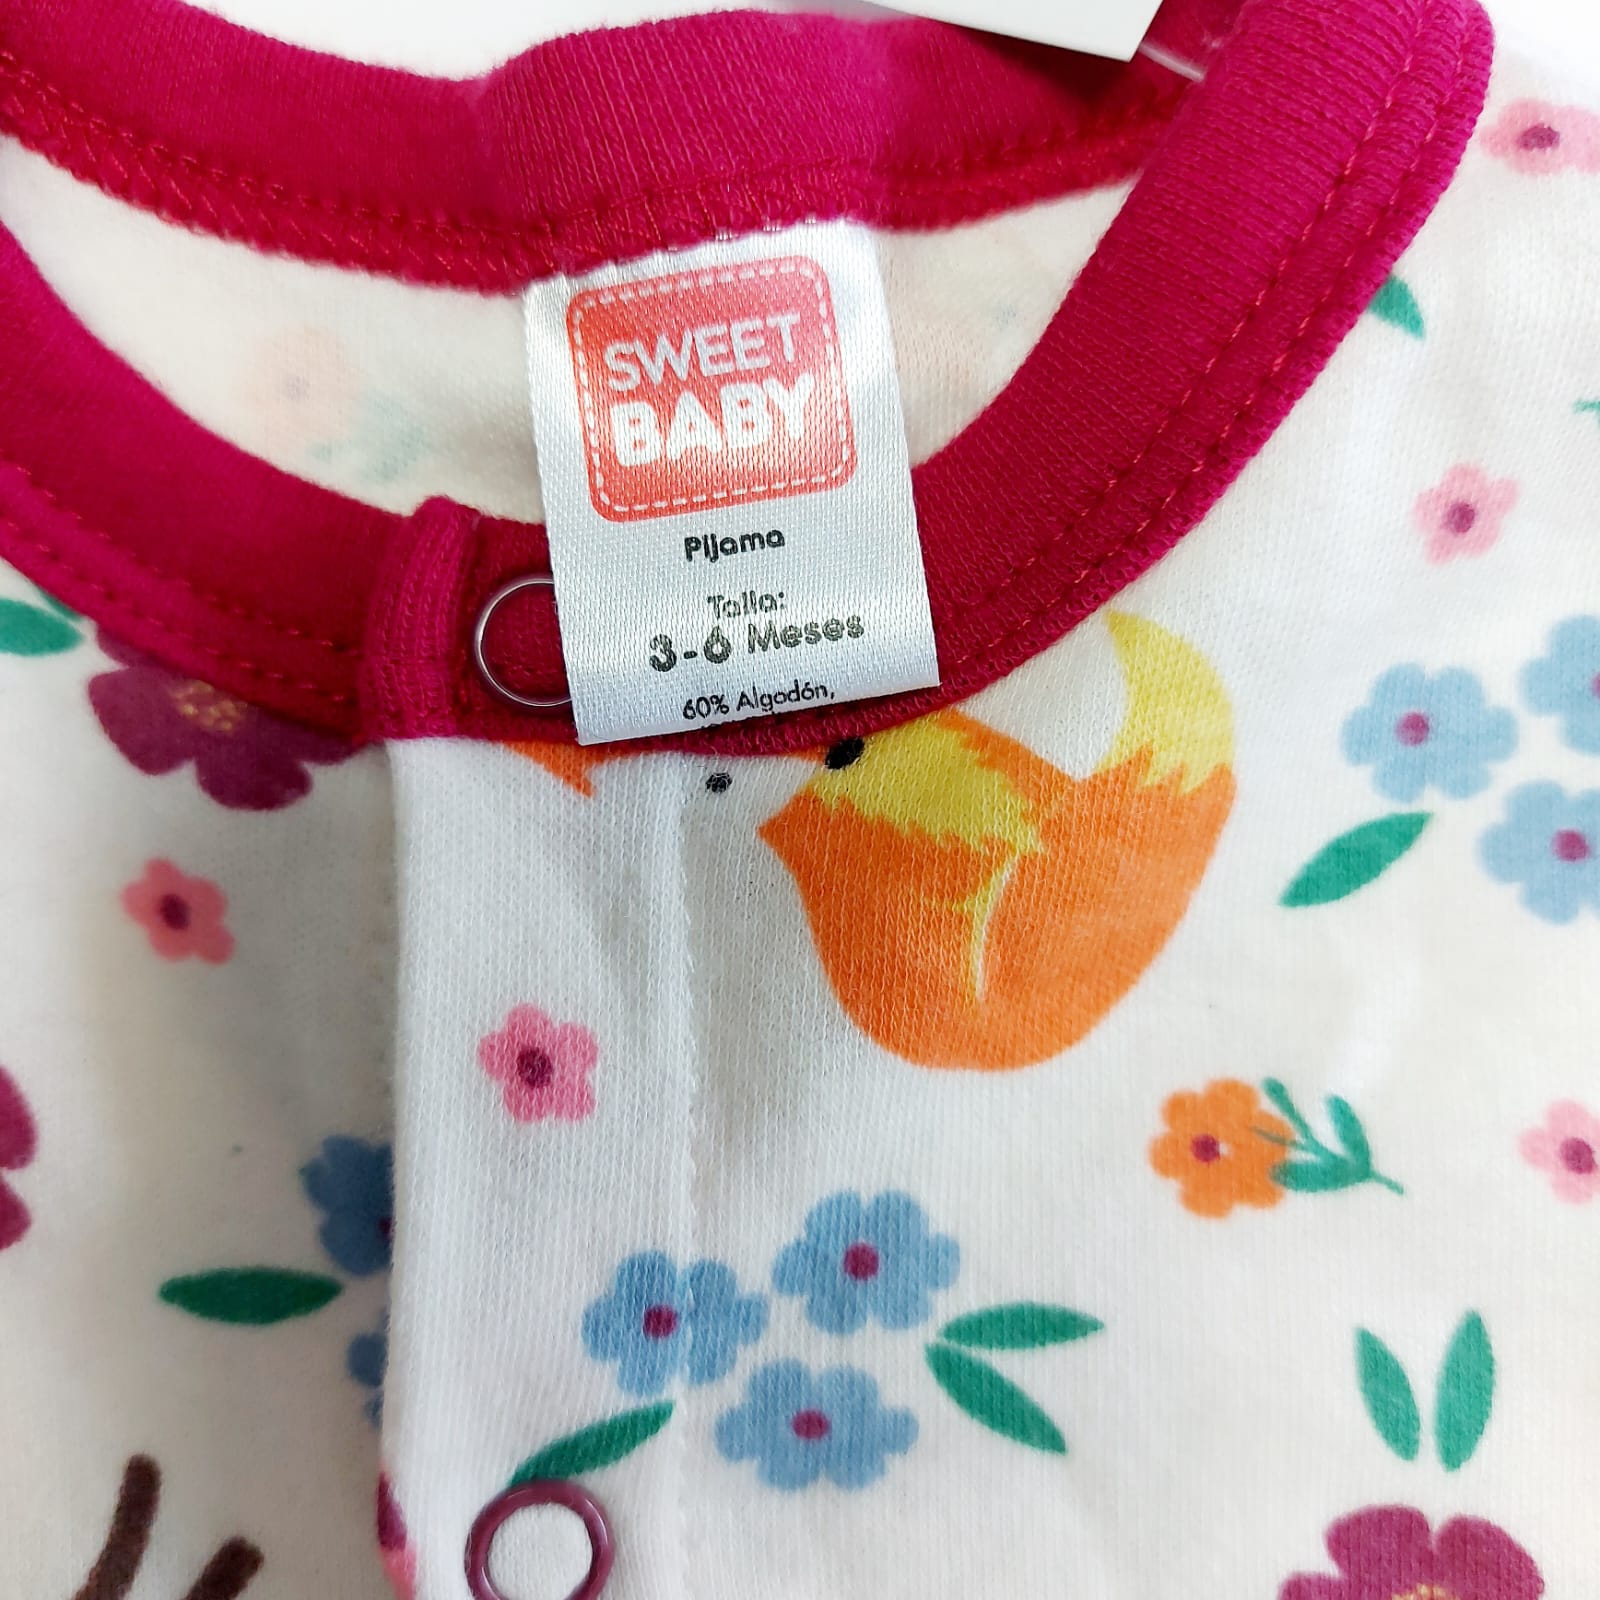 SWEET
BABY
Pijama
Talla:
3-6 Meses
60% Algodón,